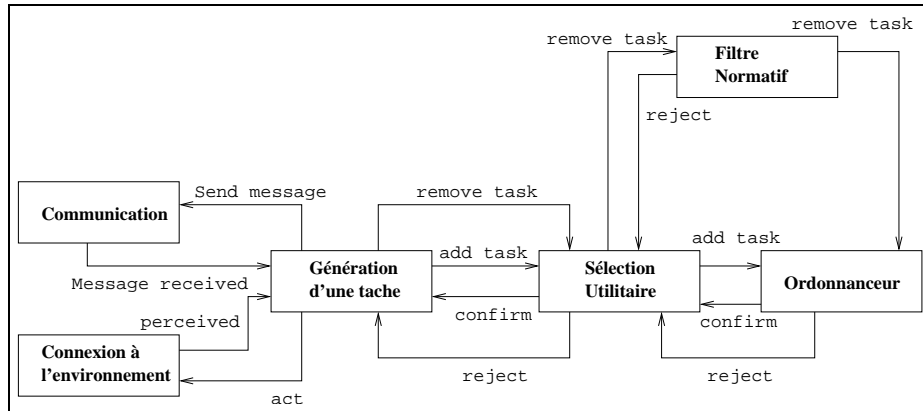 remove task
remove task
Filtre
Normatif
reject
Send message
remove task
Communication
add task
add task
Génération
d'une tache
Sélection
Utilitaire
Ordonnanceur
Message received
perceived
confirm
confirm
Connexion à
l'environnement
reject
reject
act